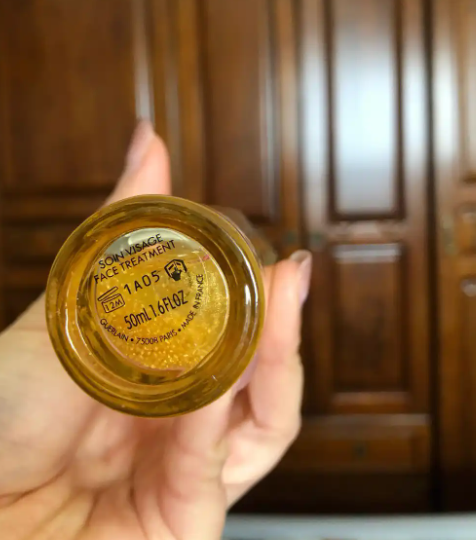 SOIN VISAGE
FACE TREATMENT
1A05
12M
50mL 1.6FL.OZ
GUERLAIN • 75008 PARIS • MADE IN FRANCE